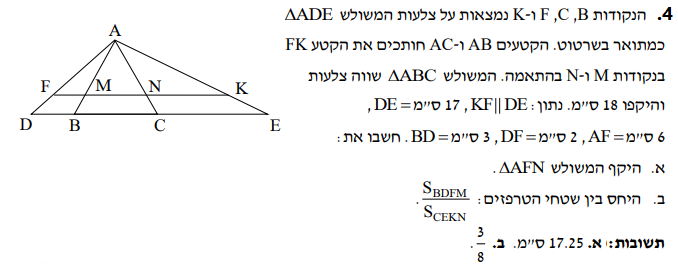 4. הנקודות B, C, F ו-K נמצאות על צלעות המשולש ΔADE
כמתואר בשרטוט. הקטעים AB ו-AC חותכים את הקטע FK
בנקודות M ו-N בהתאמה. המשולש ΔABC שווה צלעות
והיקפו 18 ס״מ. נתון: KF || DE, 17 ס״מ = DE,
6 ס״מ = AF, 2 ס״מ = DF, 3 ס״מ = BD. חשבו את:
א. היקף המשולש ΔAFN.
ב. היחס בין שטחי הטרפזים: S_BDFM / S_CEKN.
תשובות: א. 17.25 ס״מ. ב. 3/8.
A
F M N K
D B C E